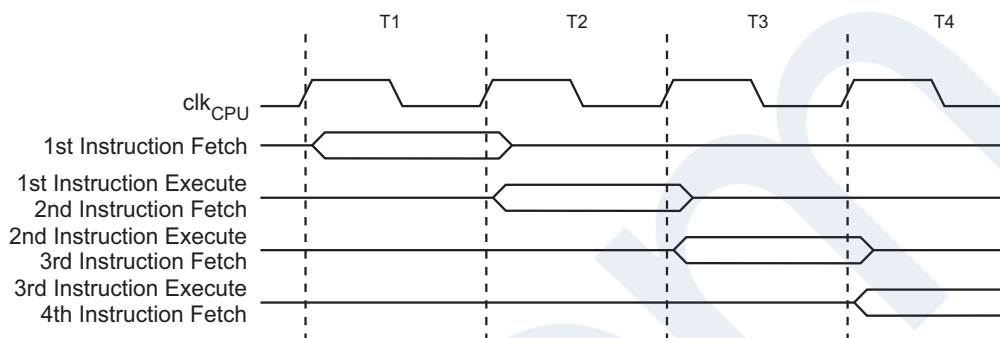 T1 T2 T3 T4
clkCPU
1st Instruction Fetch
1st Instruction Execute
2nd Instruction Fetch
2nd Instruction Execute
3rd Instruction Fetch
3rd Instruction Execute
4th Instruction Fetch